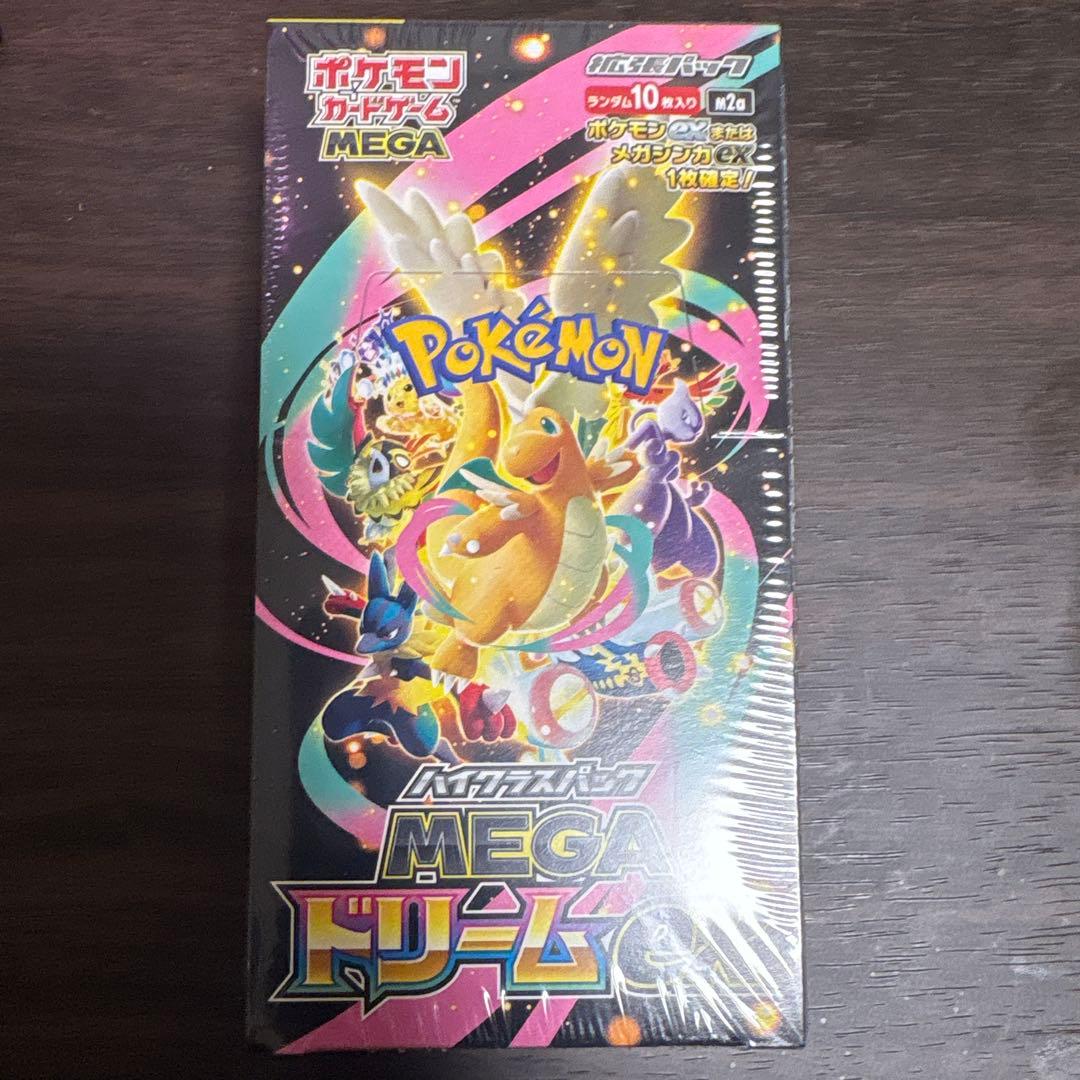 ポケモン
カードゲーム
MEGA
拡張パック
ランダム10枚入り M2a
ポケモンexまたは
メガシンカex
1枚確定!
POKéMON
ハイクラスパック
MEGA
ドリームex